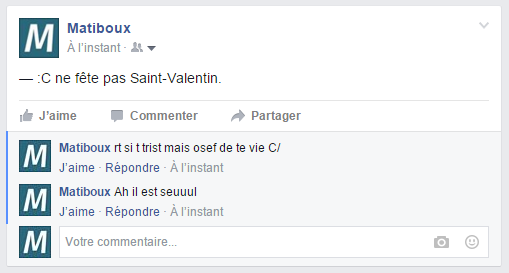 M
Matiboux
À l'instant ·
— :C ne fête pas Saint-Valentin.
J'aime Commenter Partager
M
Matiboux rt si t trist mais osef de te vie C/
J'aime · Répondre · À l'instant
M
Matiboux Ah il est seuuul
J'aime · Répondre · À l'instant
M
Votre commentaire...